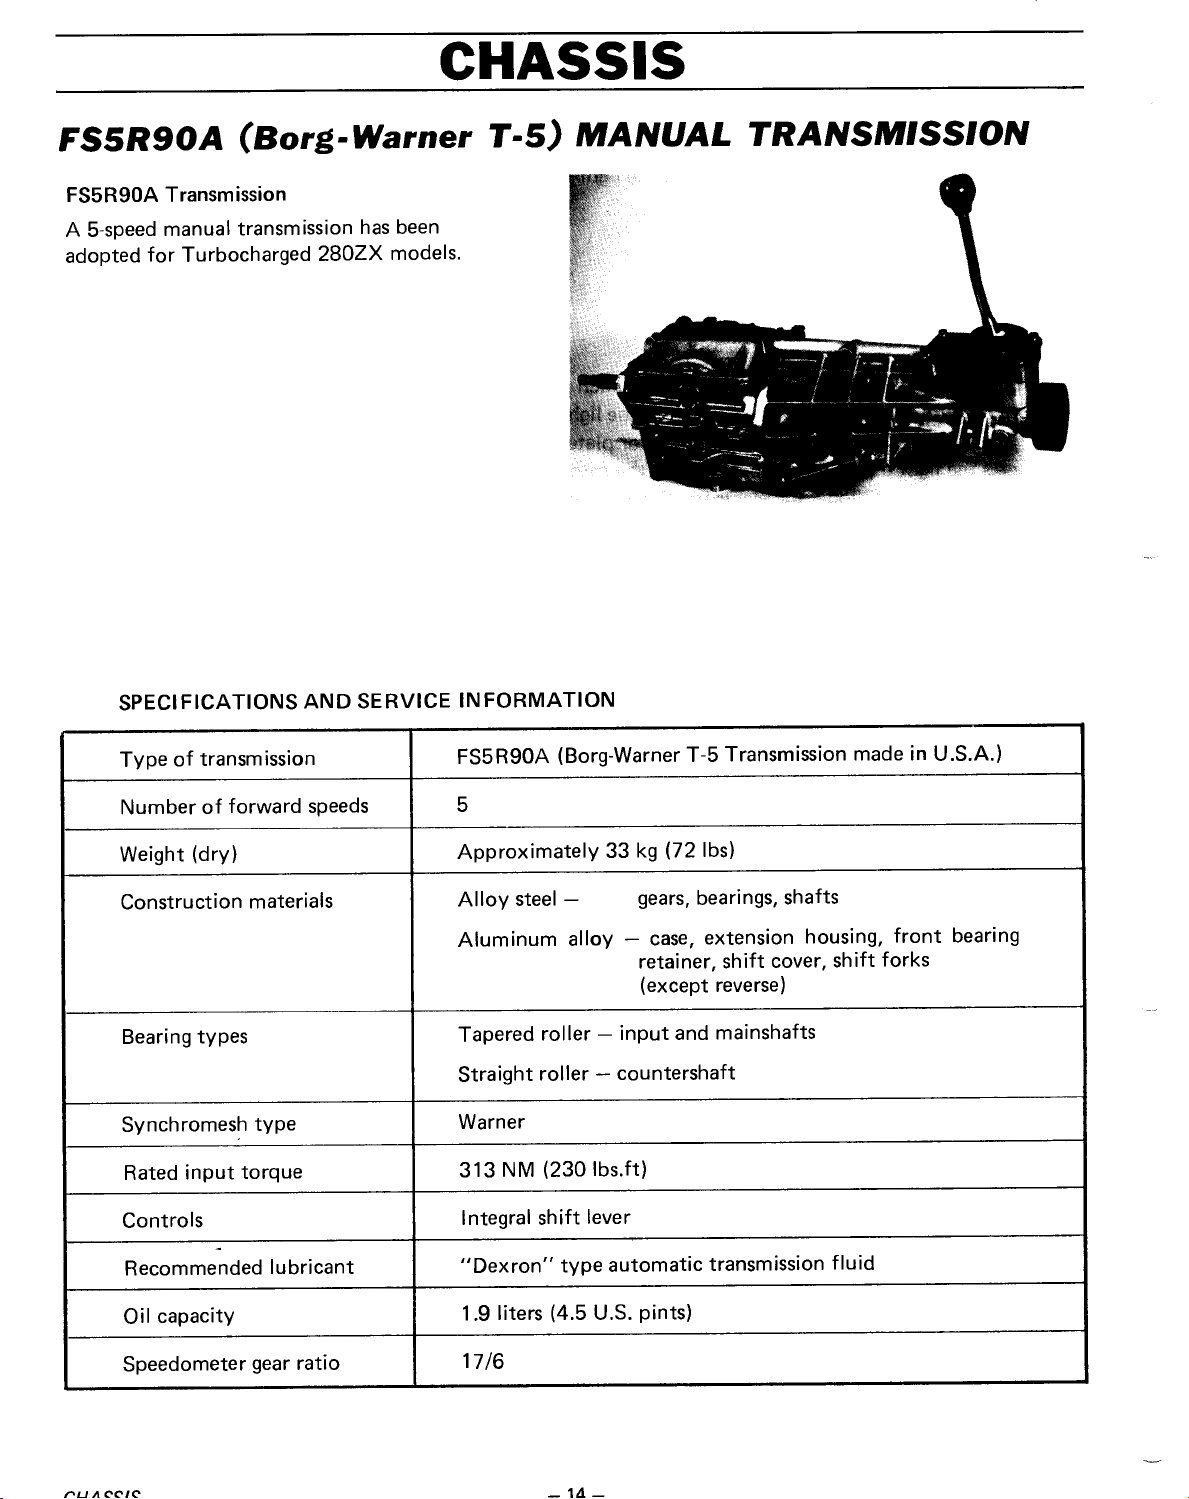 CHASSIS
FS5R90A (Borg-Warner T-5) MANUAL TRANSMISSION
FS5R90A Transmission
A 5-speed manual transmission has been
adopted for Turbocharged 280ZX models.
SPECIFICATIONS AND SERVICE INFORMATION
Type of transmission FS5R90A (Borg-Warner T-5 Transmission made in U.S.A.)
Number of forward speeds 5
Weight (dry) Approximately 33 kg (72 lbs)
Construction materials Alloy steel — gears, bearings, shafts
Aluminum alloy — case, extension housing, front bearing
retainer, shift cover, shift forks
(except reverse)
Bearing types Tapered roller — input and mainshafts
Straight roller — countershaft
Synchromesh type Warner
Rated input torque 313 NM (230 lbs.ft)
Controls Integral shift lever
Recommended lubricant "Dexron" type automatic transmission fluid
Oil capacity 1.9 liters (4.5 U.S. pints)
Speedometer gear ratio 17/6
CHASSIS — 14 —